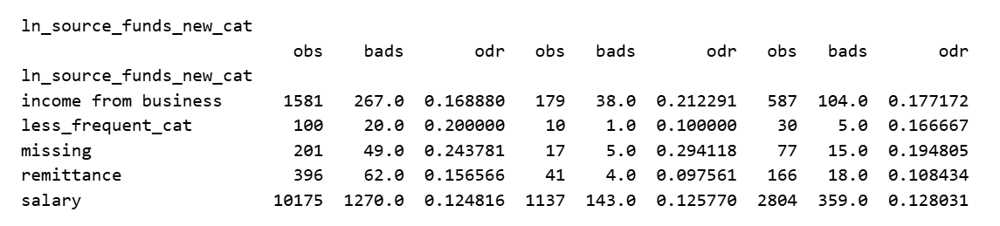 ln_source_funds_new_cat
obs bads odr obs bads odr obs bads odr
ln_source_funds_new_cat
income from business 1581 267.0 0.168880 179 38.0 0.212291 587 104.0 0.177172
less_frequent_cat 100 20.0 0.200000 10 1.0 0.100000 30 5.0 0.166667
missing 201 49.0 0.243781 17 5.0 0.294118 77 15.0 0.194805
remittance 396 62.0 0.156566 41 4.0 0.097561 166 18.0 0.108434
salary 10175 1270.0 0.124816 1137 143.0 0.125770 2804 359.0 0.128031